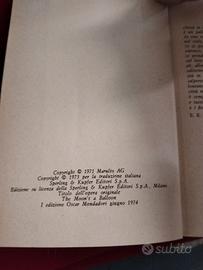 Copyright © 1971 Marulto AG
Copyright © 1973 per la traduzione italiana
Sperling & Kupfer Editori S.p.A.
Edizione su licenza della Sperling & Kupfer Editori S.p.A., Milano
Titolo dell'opera originale
The Moon's a Balloon
I edizione Oscar Mondadori giugno 1974
subito